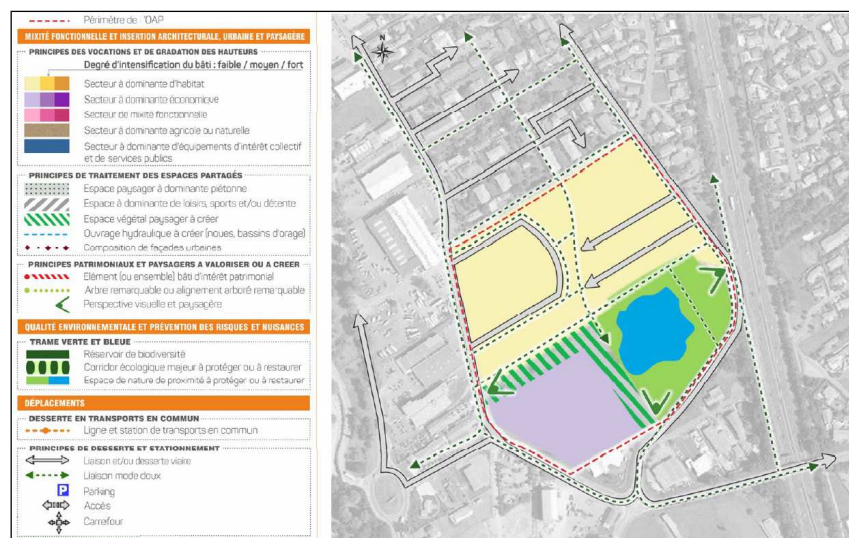 Périmètre de l'OAP
MIXITÉ FONCTIONNELLE ET INSERTION ARCHITECTURALE, URBAINE ET PAYSAGÈRE
PRINCIPES DES VOCATIONS ET DE GRADATION DES HAUTEURS
Degré d'intensification du bâti : faible / moyen / fort
Secteur à dominante d'habitat
Secteur à dominante économique
Secteur de mixité fonctionnelle
Secteur à dominante agricole ou naturelle
Secteur à dominante d'équipements d'intérêt collectif
et de services publics
PRINCIPES DE TRAITEMENT DES ESPACES PARTAGÉS
Espace paysager à dominante piétonne
Espace à dominante de loisirs, sports et/ou détente
Espace végétal paysager à créer
Ouvrage hydraulique à créer (noues, bassins d'orage)
Composition de façades urbaines
PRINCIPES PATRIMONIAUX ET PAYSAGERS A VALORISER OU A CREER
Elément (ou ensemble) bâti d'intérêt patrimonial
Arbre remarquable ou alignement arboré remarquable
Perspective visuelle et paysagère
QUALITÉ ENVIRONNEMENTALE ET PRÉVENTION DES RISQUES ET NUISANCES
TRAME VERTE ET BLEUE
Réservoir de biodiversité
Corridor écologique majeur à protéger ou à restaurer
Espace de nature de proximité à protéger ou à restaurer
DÉPLACEMENTS
DESSERTE EN TRANSPORTS EN COMMUN
Ligne et station de transports en commun
PRINCIPES DE DESSERTE ET STATIONNEMENT
Liaison et/ou desserte viaire
Liaison mode doux
P Parking
Accès
Carrefour
N